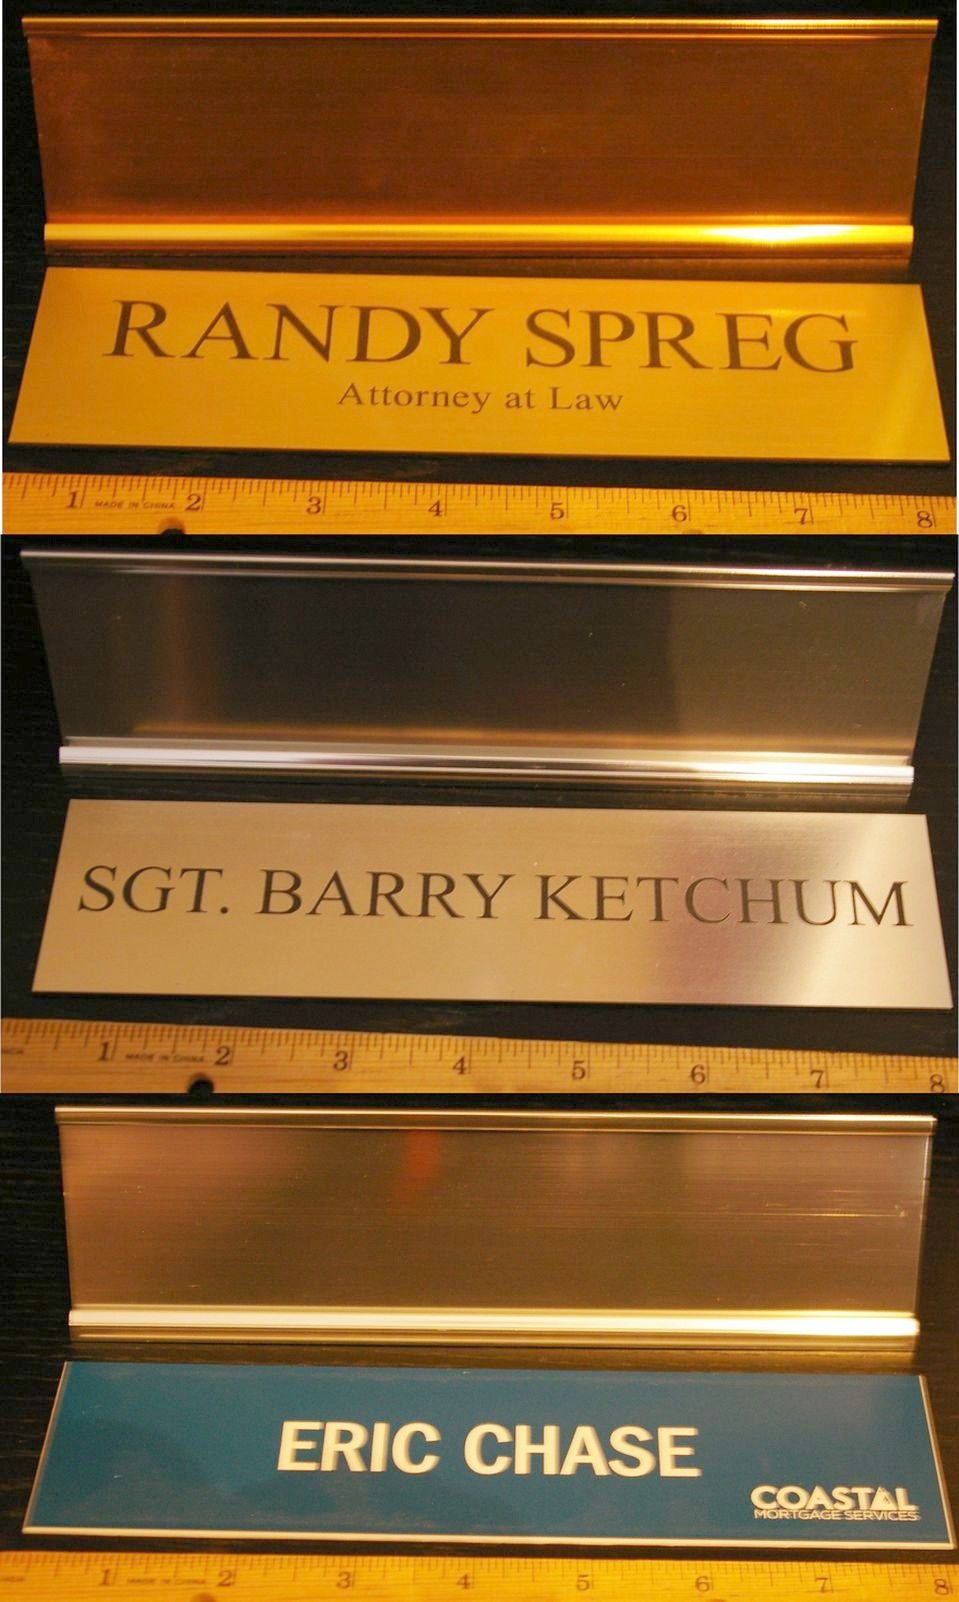 RANDY SPREG
Attorney at Law
1 MADE IN CHINA 2 3 4 5 6 7 8
SGT. BARRY KETCHUM
INCH 1 MADE IN CHINA 2 3 4 5 6 7 8
ERIC CHASE
COASTAL
MORTGAGE SERVICES
1 MADE IN CHINA 2 3 4 5 6 7 8